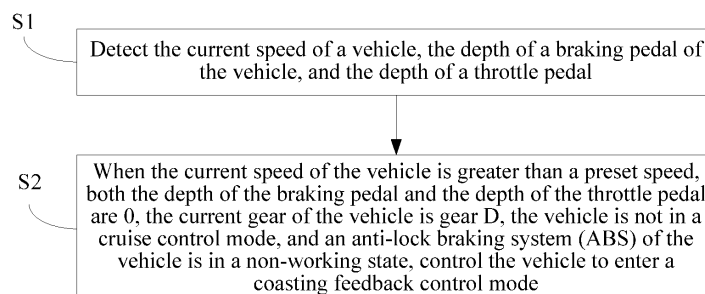 S1
Detect the current speed of a vehicle, the depth of a braking pedal of
the vehicle, and the depth of a throttle pedal
S2
When the current speed of the vehicle is greater than a preset speed,
both the depth of the braking pedal and the depth of the throttle pedal
are 0, the current gear of the vehicle is gear D, the vehicle is not in a
cruise control mode, and an anti-lock braking system (ABS) of the
vehicle is in a non-working state, control the vehicle to enter a
coasting feedback control mode